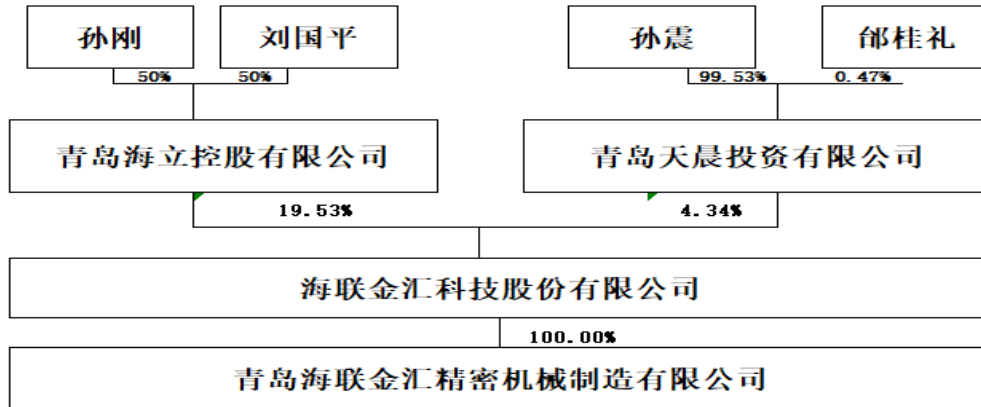 孙刚
刘国平
孙震
邰桂礼
50%
50%
99.53%
0.47%
青岛海立控股有限公司
青岛天晨投资有限公司
19.53%
4.34%
海联金汇科技股份有限公司
100.00%
青岛海联金汇精密机械制造有限公司